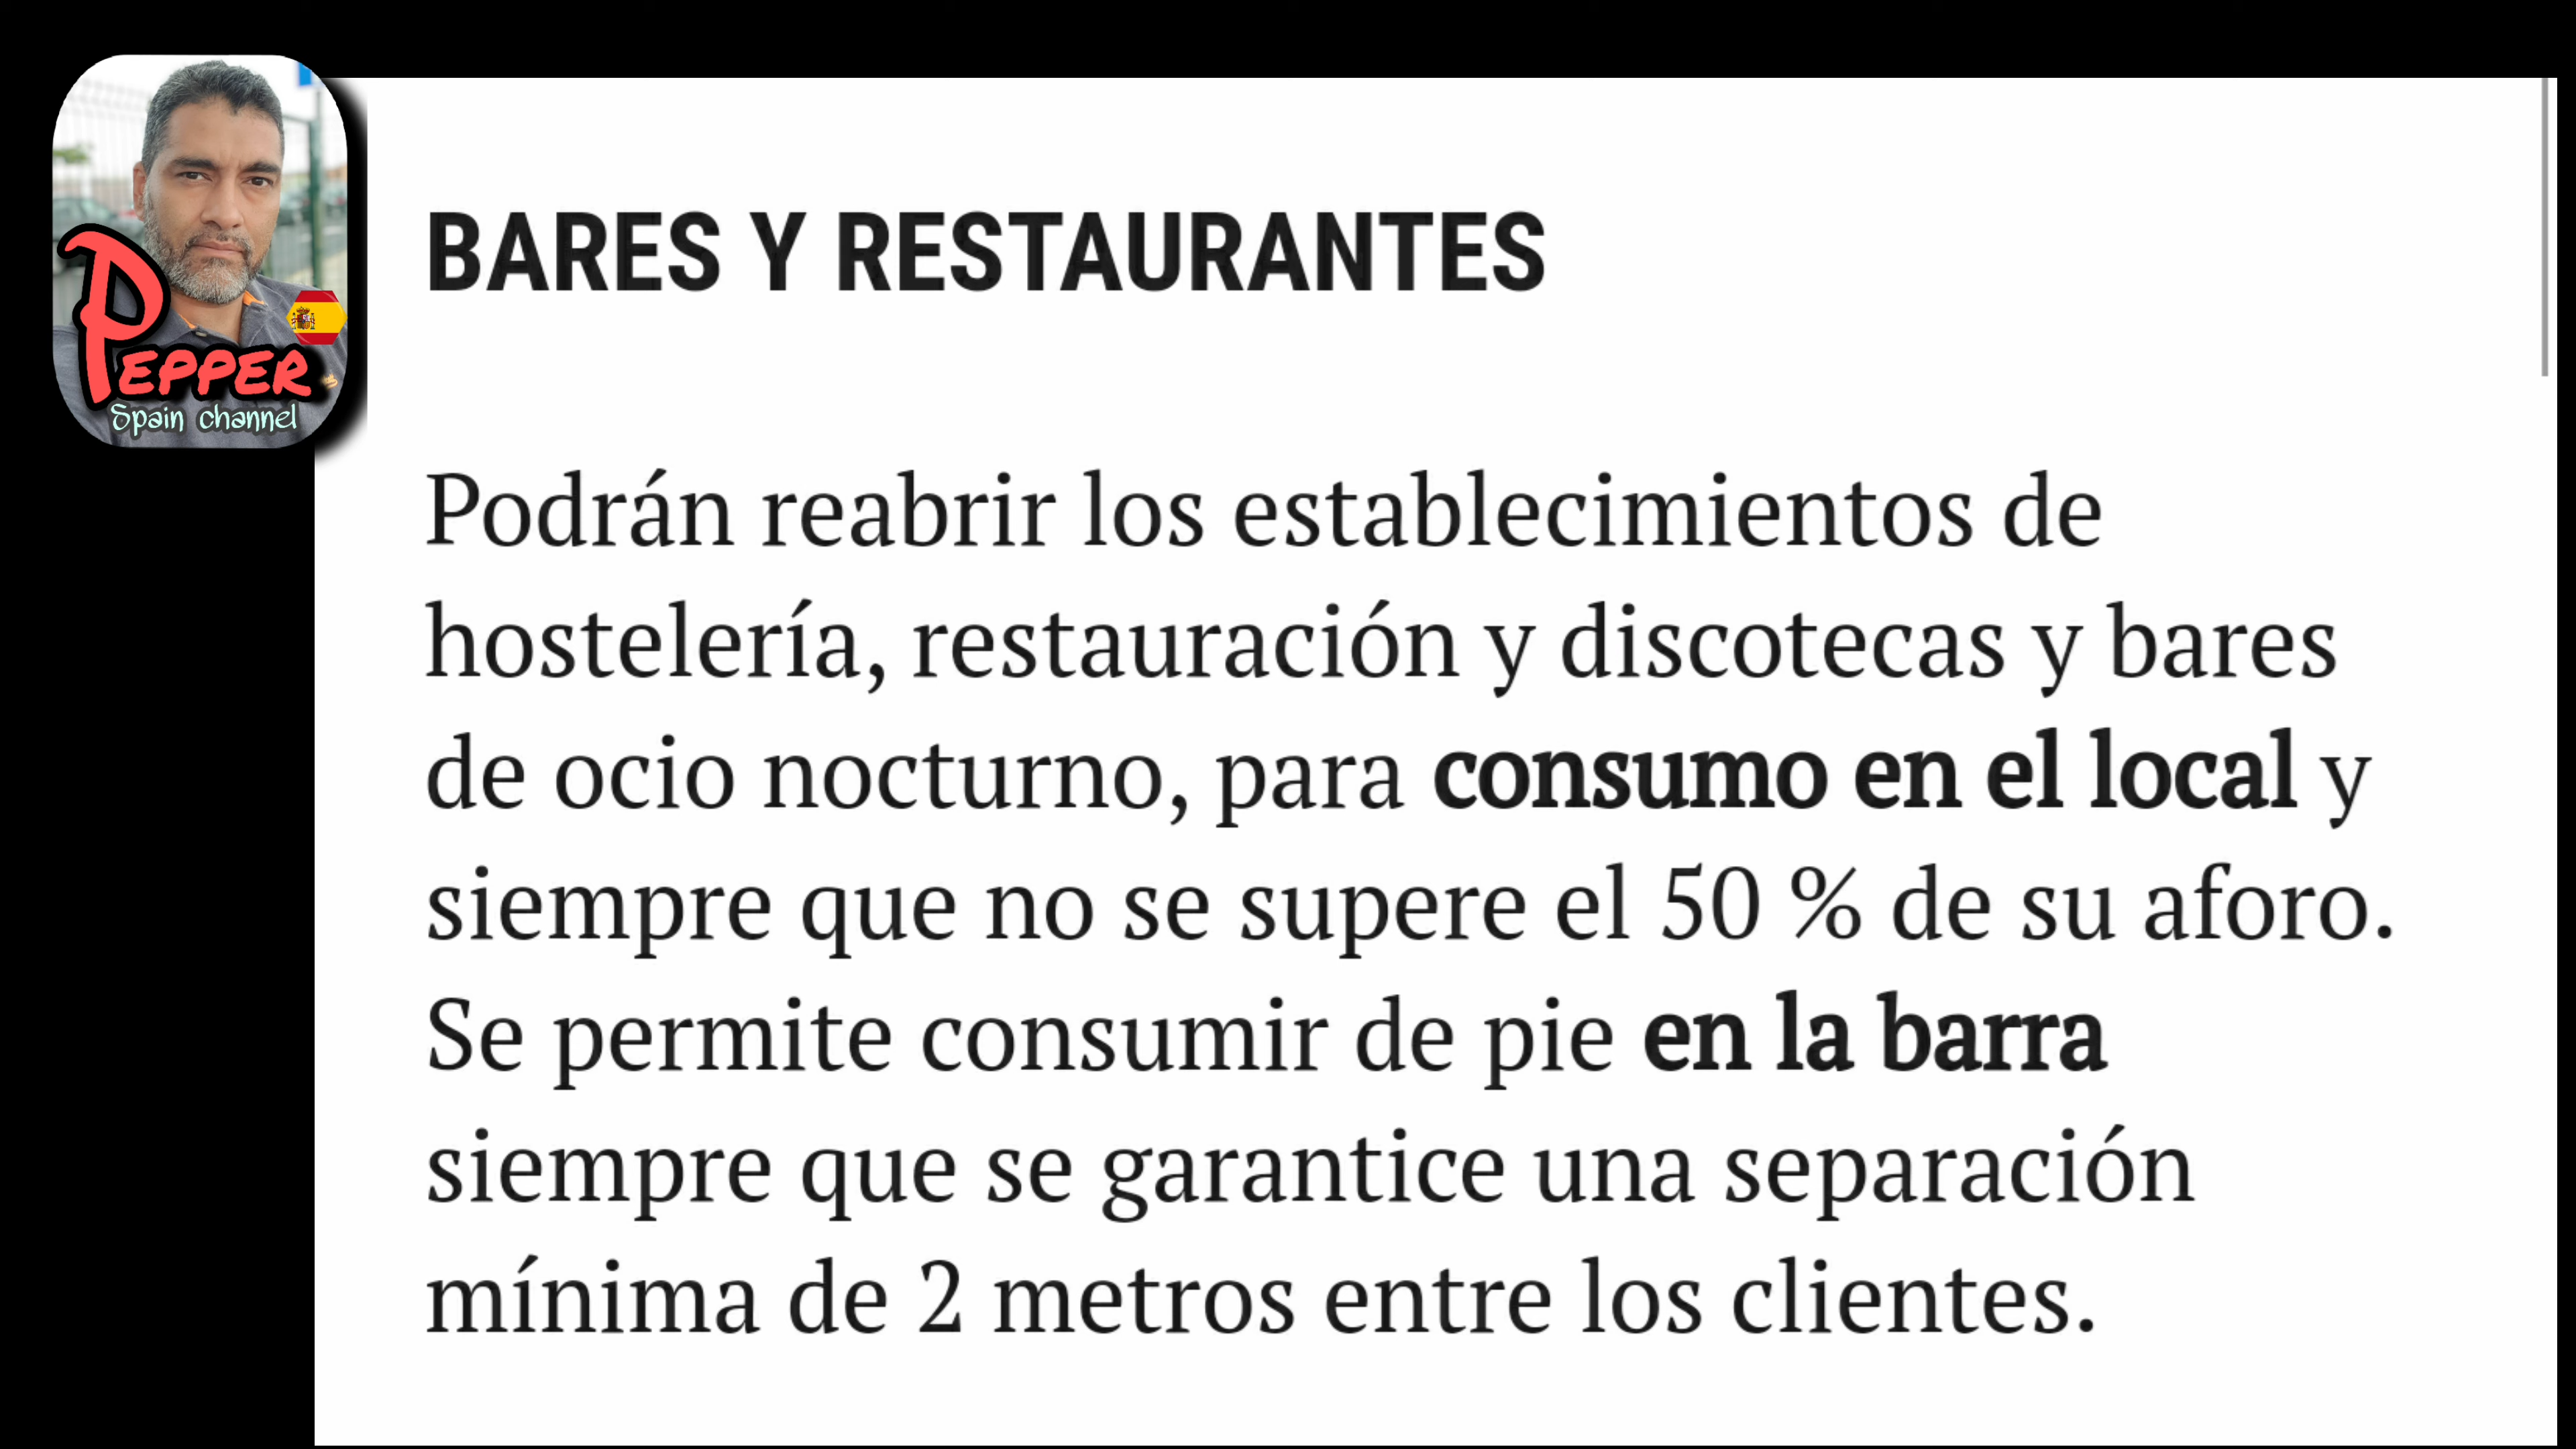 PEPPER
Spain channel
BARES Y RESTAURANTES
Podrán reabrir los establecimientos de
hostelería, restauración y discotecas y bares
de ocio nocturno, para consumo en el local y
siempre que no se supere el 50 % de su aforo.
Se permite consumir de pie en la barra
siempre que se garantice una separación
mínima de 2 metros entre los clientes.